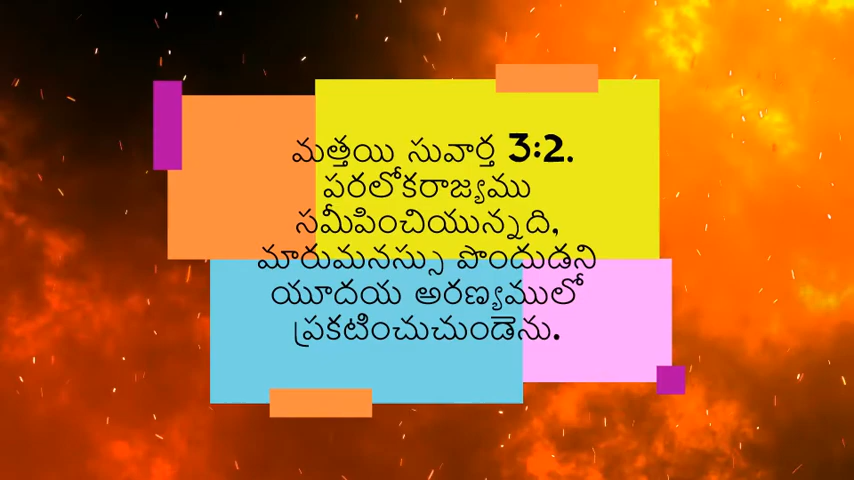 మత్తయి సువార్త 3:2.
పరలోకరాజ్యము
సమీపించియున్నది,
మారుమనస్సు పొందుడని
యూదయ అరణ్యములో
ప్రకటించుచుండెను.